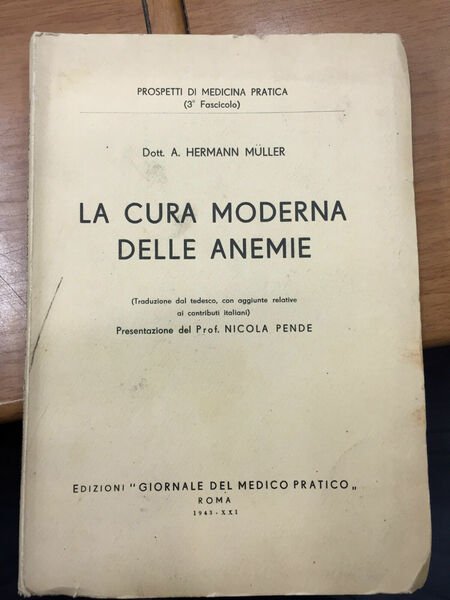 PROSPETTI DI MEDICINA PRATICA
(3° Fascicolo)
Dott. A. HERMANN MÜLLER
LA CURA MODERNA
DELLE ANEMIE
(Traduzione dal tedesco, con aggiunte relative
ai contributi italiani)
Presentazione del Prof. NICOLA PENDE
EDIZIONI "GIORNALE DEL MEDICO PRATICO„
ROMA
1943 - XXI